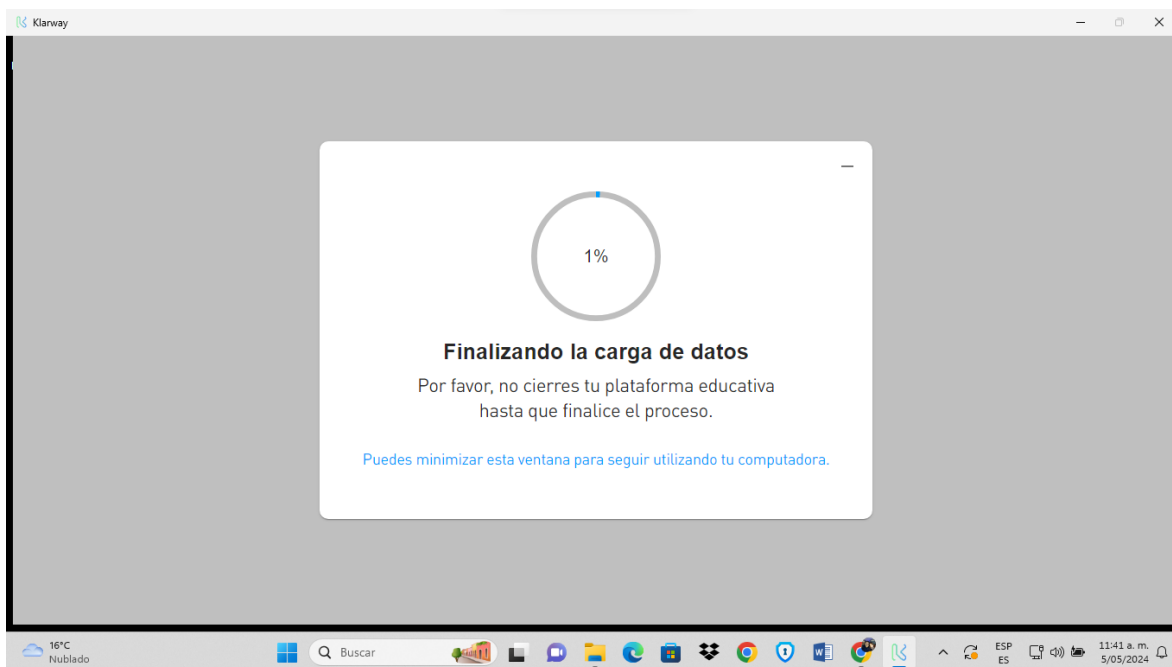 Klarway
1%
Finalizando la carga de datos
Por favor, no cierres tu plataforma educativa
hasta que finalice el proceso.
Puedes minimizar esta ventana para seguir utilizando tu computadora.
16°C
Nublado
Buscar
ESP
ES
11:41 a. m.
5/05/2024